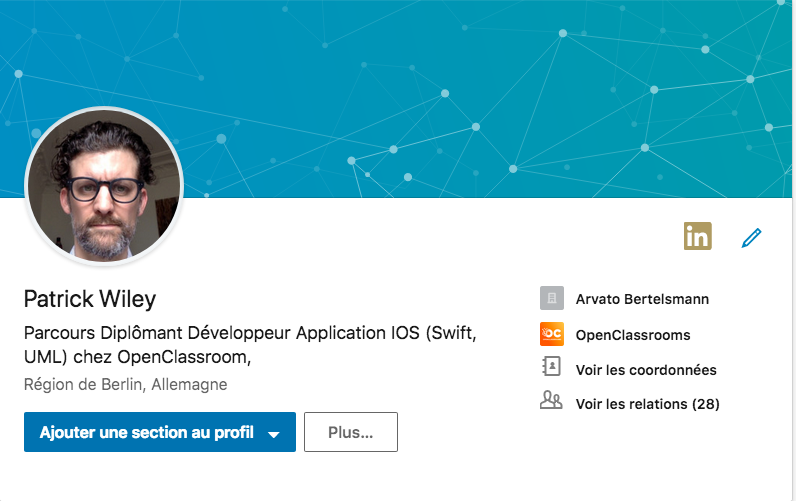 in
Patrick Wiley
Parcours Diplômant Développeur Application IOS (Swift,
UML) chez OpenClassroom,
Région de Berlin, Allemagne
Ajouter une section au profil
Plus...
Arvato Bertelsmann
OC
OpenClassrooms
Voir les coordonnées
Voir les relations (28)